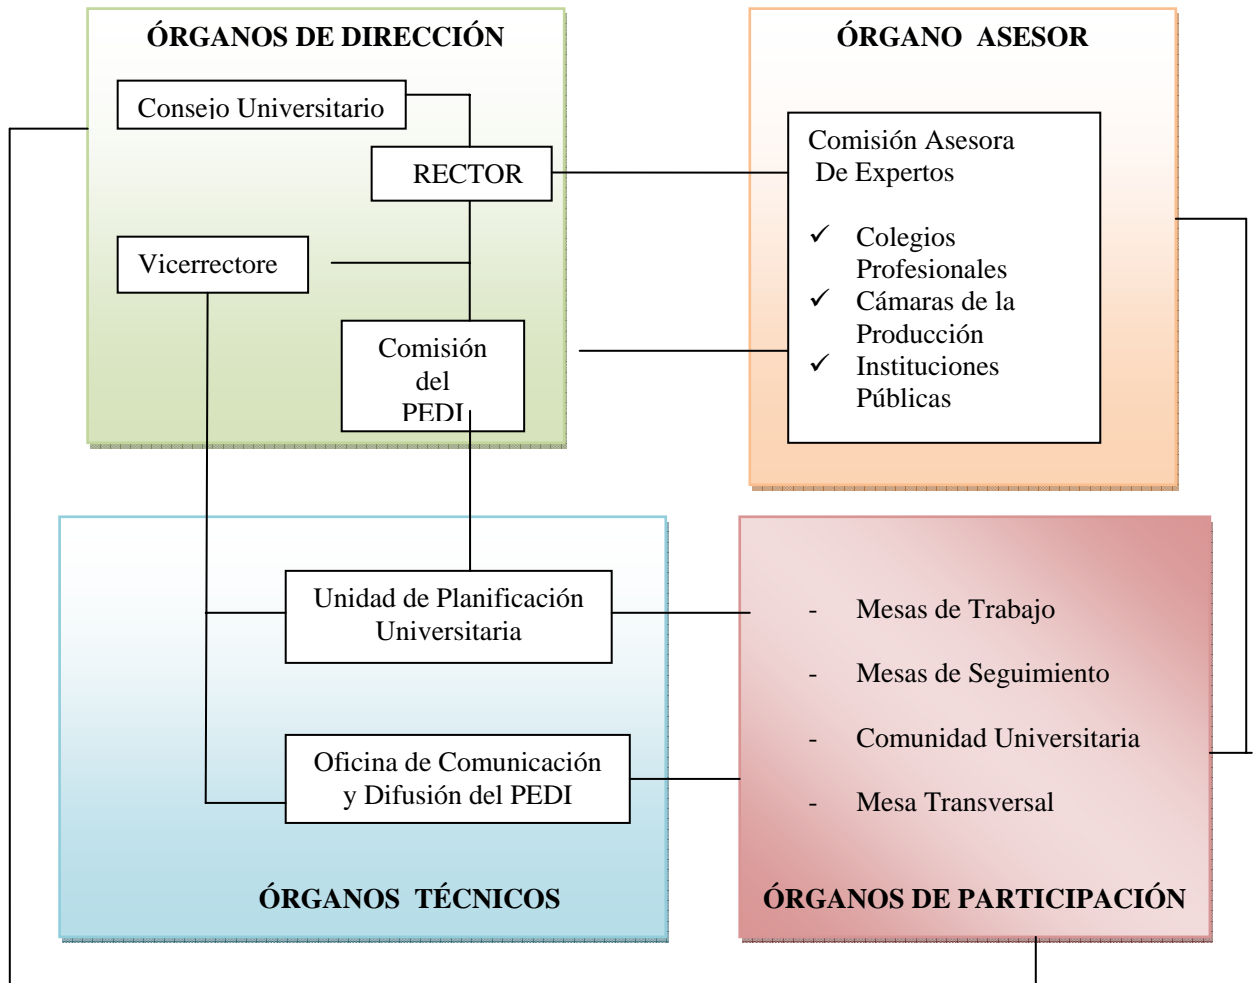 ÓRGANOS DE DIRECCIÓN
Consejo Universitario
RECTOR
Vicerrectore
Comisión
del
PEDI
ÓRGANO ASESOR
Comisión Asesora
De Expertos
✓ Colegios
Profesionales
✓ Cámaras de la
Producción
✓ Instituciones
Públicas
Unidad de Planificación
Universitaria
Oficina de Comunicación
y Difusión del PEDI
ÓRGANOS TÉCNICOS
- Mesas de Trabajo
- Mesas de Seguimiento
- Comunidad Universitaria
- Mesa Transversal
ÓRGANOS DE PARTICIPACIÓN